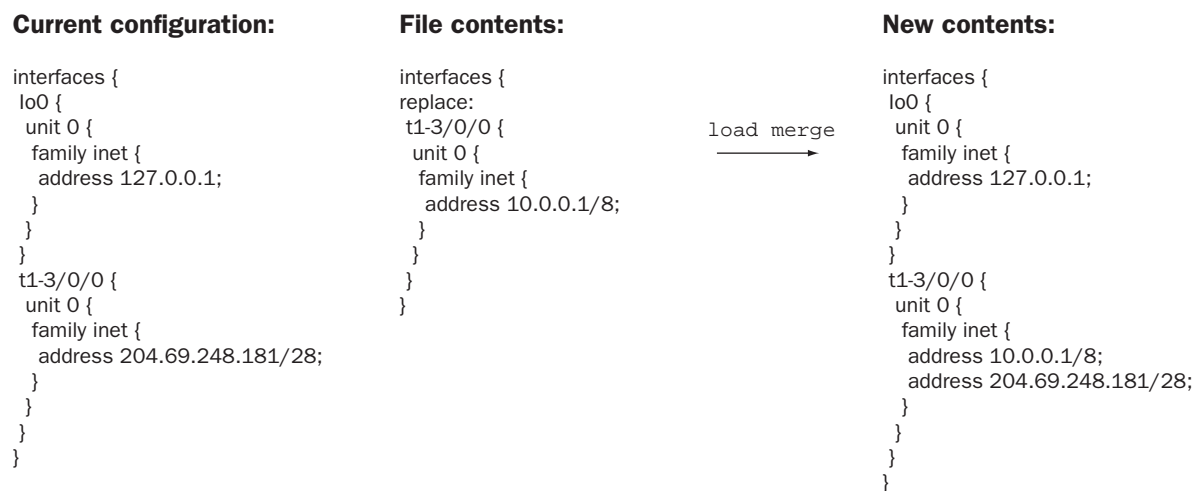 Current configuration:
interfaces {
lo0 {
unit 0 {
family inet {
address 127.0.0.1;
}
}
}
t1-3/0/0 {
unit 0 {
family inet {
address 204.69.248.181/28;
}
}
}
}
File contents:
interfaces {
replace:
t1-3/0/0 {
unit 0 {
family inet {
address 10.0.0.1/8;
}
}
}
}
load merge
New contents:
interfaces {
lo0 {
unit 0 {
family inet {
address 127.0.0.1;
}
}
}
t1-3/0/0 {
unit 0 {
family inet {
address 10.0.0.1/8;
address 204.69.248.181/28;
}
}
}
}